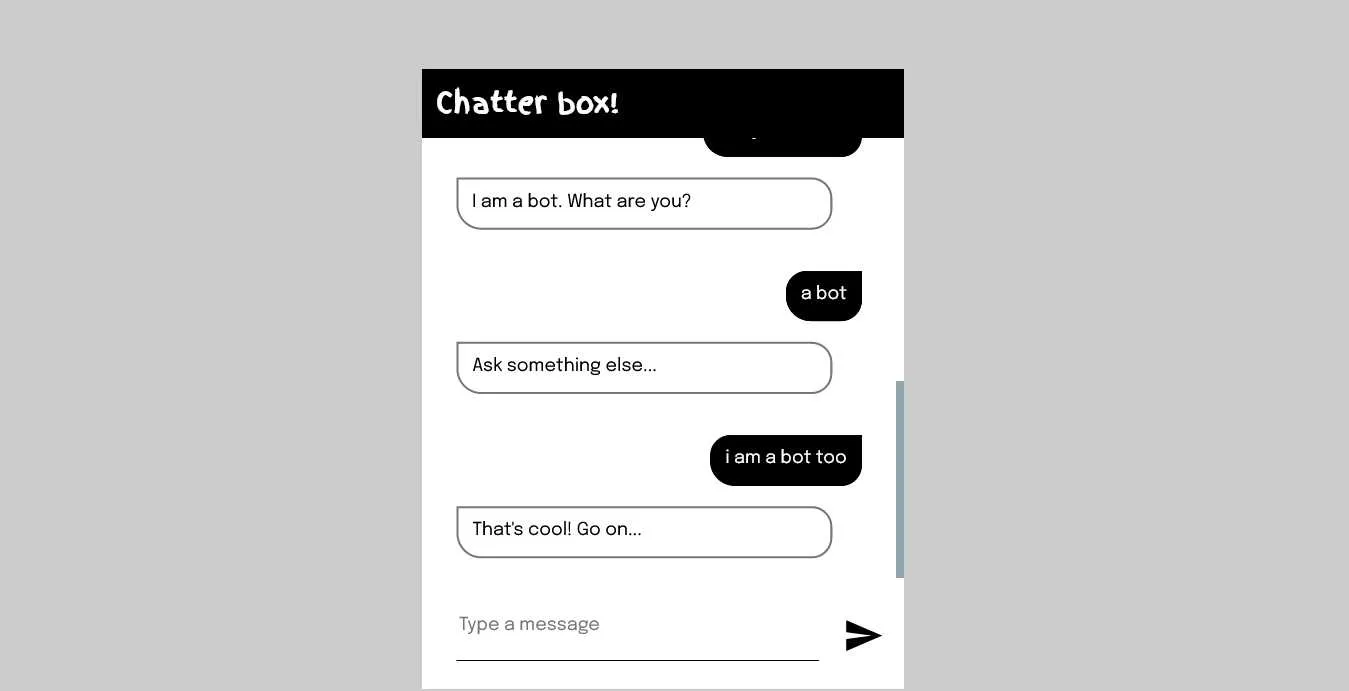 Chatter box!
I am a bot. What are you?
a bot
Ask something else...
i am a bot too
That's cool! Go on...
Type a message